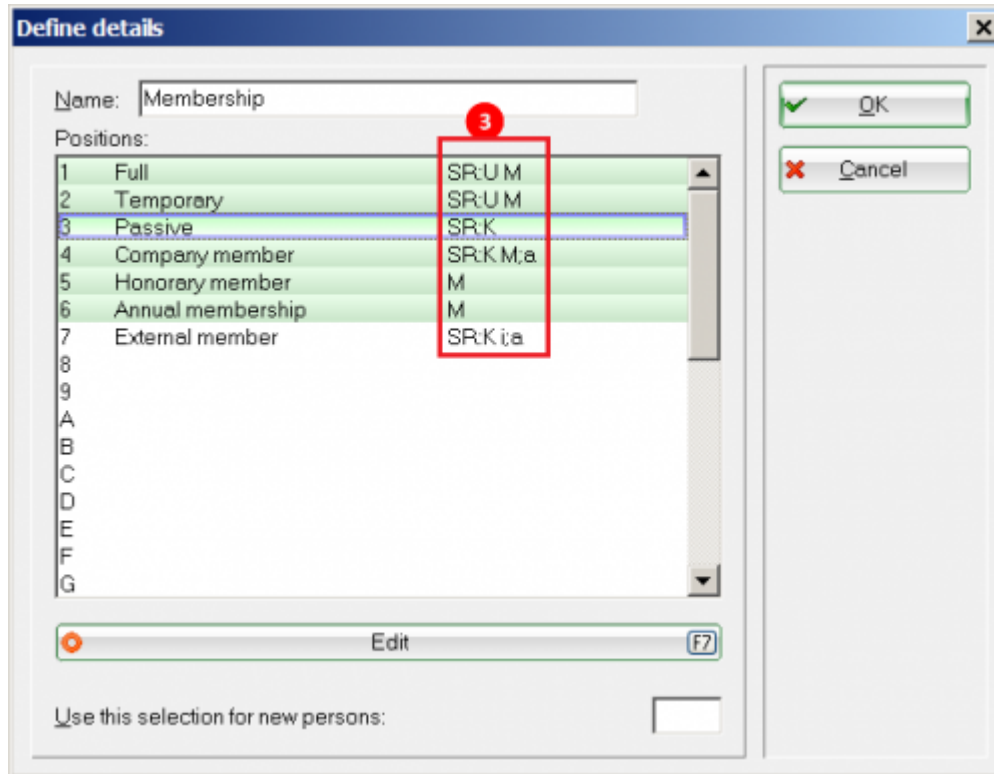 Define details
Name: Membership
3
Positions:
1 Full SR:U M
2 Temporary SR:U M
3 Passive SR:K
4 Company member SR:K M;a
5 Honorary member M
6 Annual membership M
7 External member SR:K i;a
8
9
A
B
C
D
E
F
G
Edit F7
Use this selection for new persons:
OK
Cancel